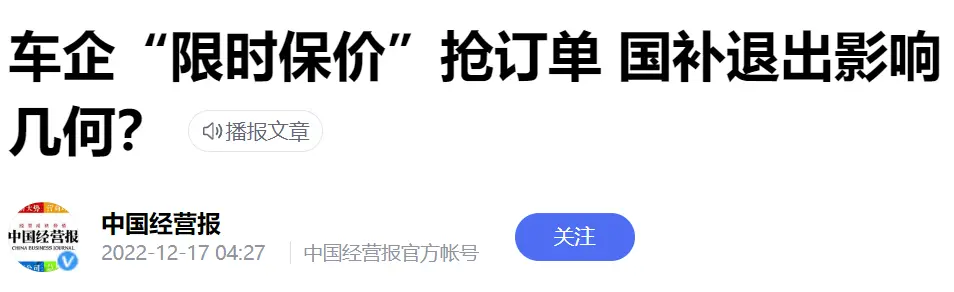 车企“限时保价”抢订单 国补退出影响
几何？
播报文章
中国经营报
CHINA BUSINESS JOURNAL
中国经营报
2022-12-17 04:27
中国经营报官方帐号
关注